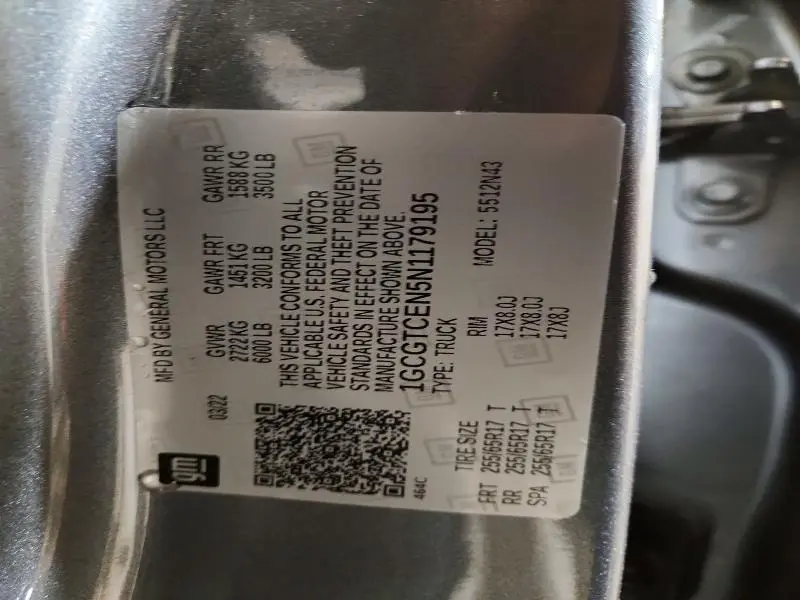 gm
MFD BY GENERAL MOTORS LLC
03/22
GVWR GAWR FRT GAWR RR
2722KG 1451 KG 1588 KG
6000 LB 3200 LB 3500 LB
THIS VEHICLE CONFORMS TO ALL
APPLICABLE U.S. FEDERAL MOTOR
VEHICLE SAFETY AND THEFT PREVENTION
STANDARDS IN EFFECT ON THE DATE OF
MANUFACTURE SHOWN ABOVE.
1GCGTCEN5N1179195
TYPE: TRUCK
464C
MODEL: 5512N43
TIRE SIZE RIM
FRT 255/65R17 T 17X8.0J
RR 255/65R17 T 17X8.0J
SPA 255/65R17 T 17X8J